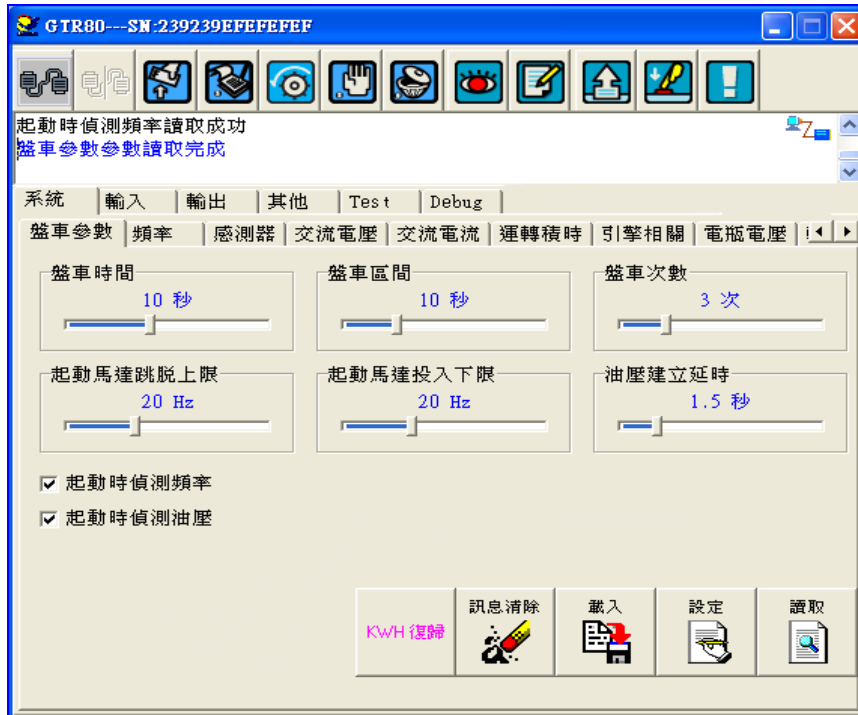 GTR80---SN:239239EFEFEFEF
起動時偵測頻率讀取成功
盤車參數參數讀取完成
系統 輸入 輸出 其他 Test Debug
盤車參數 頻率 感測器 交流電壓 交流電流 運轉積時 引擎相關 電瓶電壓
盤車時間 盤車區間 盤車次數
10 秒 10 秒 3 次
起動馬達跳脱上限 起動馬達投入下限 油壓建立延時
20 Hz 20 Hz 1.5 秒
起動時偵測頻率
起動時偵測油壓
KWH 復歸 訊息清除 載入 設定 讀取